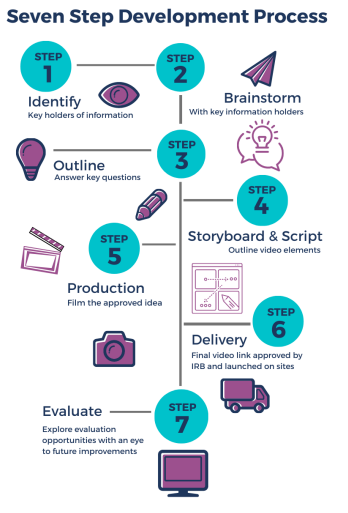 Seven Step Development Process
STEP
1
STEP
2
Identify
Key holders of information
Brainstorm
With key information holders
STEP
3
Outline
Answer key questions
STEP
4
Storyboard & Script
Outline video elements
STEP
5
Production
Film the approved idea
STEP
6
Delivery
Final video link approved by
IRB and launched on sites
STEP
7
Evaluate
Explore evaluation
opportunities with an eye
to future improvements